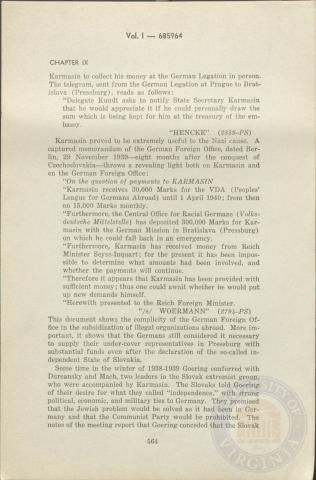 Vol. I — 685964
CHAPTER IX
Karmasin to collect his money at the German Legation in person.
The telegram, sent from the German Legation at Prague to Brat-
islava (Pressburg), reads as follows:
"Delegate Kundt asks to notify State Secretary Karmasin
that he would appreciate it if he could personally draw the
sum which is being kept for him at the treasury of the em-
bassy.
"HENCKE" (2859-PS)
Karmasin proved to be extremely useful to the Nazi cause. A
captured memorandum of the German Foreign Office, dated Ber-
lin, 29 November 1939—eight months after the conquest of
Czechoslovakia—throws a revealing light both on Karmasin and
on the German Foreign Office:
"On the question of payments to KARMASIN
"Karmasin receives 30,000 Marks for the VDA (Peoples'
League for Germans Abroad) until 1 April 1940; from then
on 15,000 Marks monthly.
"Furthermore, the Central Office for Racial Germans (Volks-
deutsche Mittelstelle) has deposited 300,000 Marks for Kar-
masin with the German Mission in Bratislava (Pressburg)
on which he could fall back in an emergency.
"Furthermore, Karmasin has received money from Reich
Minister Seyss-Inquart; for the present it has been impos-
sible to determine what amounts had been involved, and
whether the payments will continue.
"Therefore it appears that Karmasin has been provided with
sufficient money; thus one could await whether he would put
up new demands himself.
"Herewith presented to the Reich Foreign Minister.
"/s/ WOERMANN" (2794-PS)
This document shows the complicity of the German Foreign Of-
fice in the subsidization of illegal organizations abroad. More im-
portant, it shows that the Germans still considered it necessary
to supply their under-cover representatives in Pressburg with
substantial funds even after the declaration of the so-called in-
dependent State of Slovakia.
Some time in the winter of 1938-1939 Goering conferred with
Durcansky and Mach, two leaders in the Slovak extremist group,
who were accompanied by Karmasin. The Slovaks told Goering
of their desire for what they called "independence," with strong
political, economic, and military ties to Germany. They promised
that the Jewish problem would be solved as it had been in Ger-
many and that the Communist Party would be prohibited. The
notes of the meeting report that Goering conceded that the Slovak
564
VIRGINIA